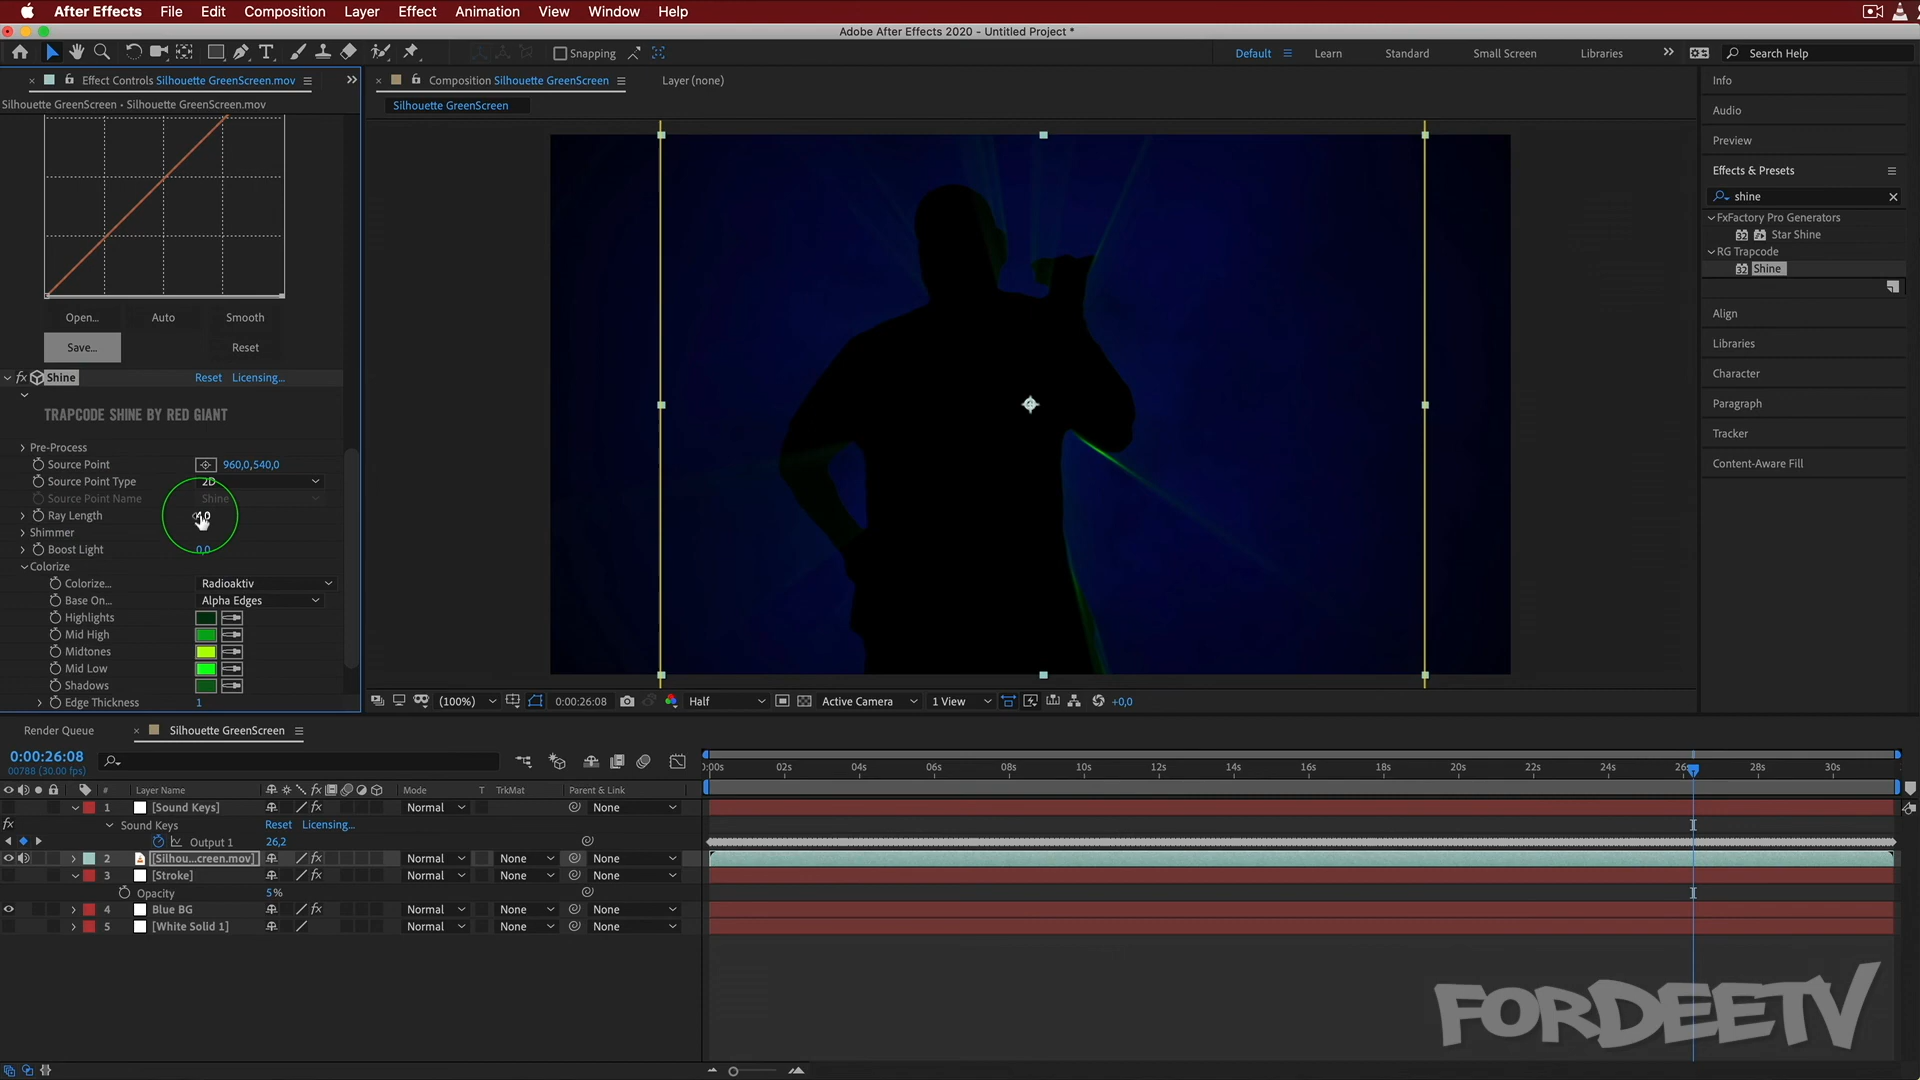 After Effects File Edit Composition Layer Effect Animation View Window Help
Adobe After Effects 2020 - Untitled Project *
Snapping Default Learn Standard Small Screen Libraries Search Help
Effect Controls Silhouette GreenScreen.mov
Composition Silhouette GreenScreen Layer (none)
Silhouette GreenScreen • Silhouette GreenScreen.mov
Silhouette GreenScreen
Open... Auto Smooth
Save... Reset
fx Shine Reset Licensing...
TRAPCODE SHINE BY RED GIANT
Pre-Process
Source Point 960,0,540,0
Source Point Type 2D
Source Point Name Shine
Ray Length
Shimmer
Boost Light 0,0
Colorize
Colorize... Radioaktiv
Base On... Alpha Edges
Highlights
Mid High
Midtones
Mid Low
Shadows
Edge Thickness 1
(100%) 0:00:26:08 Half Active Camera 1 View +0,0
Info
Audio
Preview
Effects & Presets
shine
FxFactory Pro Generators
32 Star Shine
RG Trapcode
32 Shine
Align
Libraries
Character
Paragraph
Tracker
Content-Aware Fill
Render Queue Silhouette GreenScreen
0:00:26:08
00788 (30.00 fps)
:00s 02s 04s 06s 08s 10s 12s 14s 16s 18s 20s 22s 24s 26s 28s 30s
# Layer Name fx Mode T TrkMat Parent & Link
1 [Sound Keys] fx Normal None
fx Sound Keys Reset Licensing...
Output 1 26,2
2 [Silhou...creen.mov] fx Normal None None
3 [Stroke] fx Normal None None
Opacity 5%
4 Blue BG fx Normal None None
5 [White Solid 1] Normal None None
FORDEETV